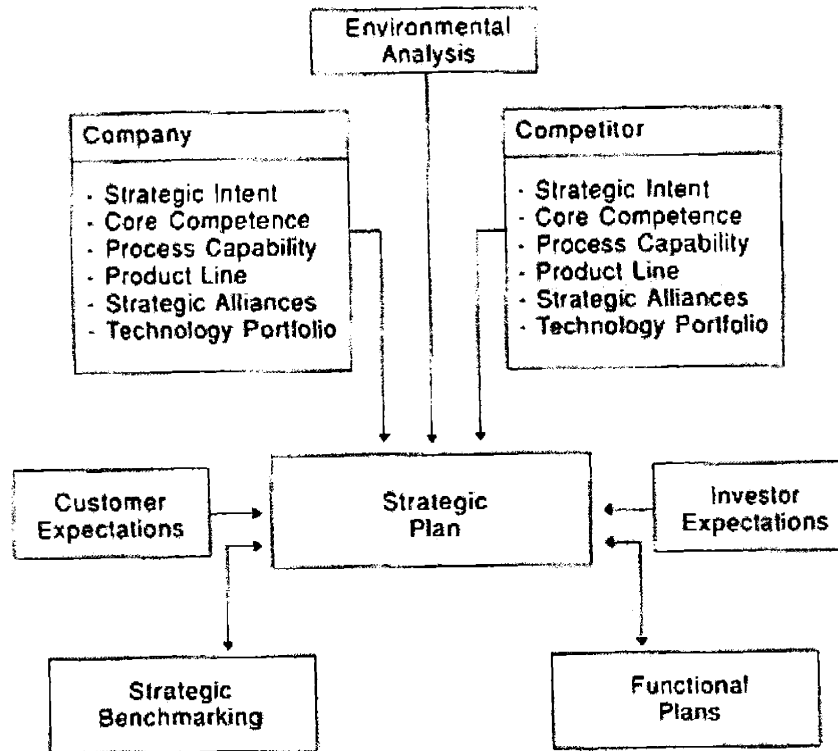 Environmental
Analysis
Company
- Strategic Intent
- Core Competence
- Process Capability
- Product Line
- Strategic Alliances
- Technology Portfolio
Competitor
- Strategic Intent
- Core Competence
- Process Capability
- Product Line
- Strategic Alliances
- Technology Portfolio
Customer
Expectations
Strategic
Plan
Investor
Expectations
Strategic
Benchmarking
Functional
Plans